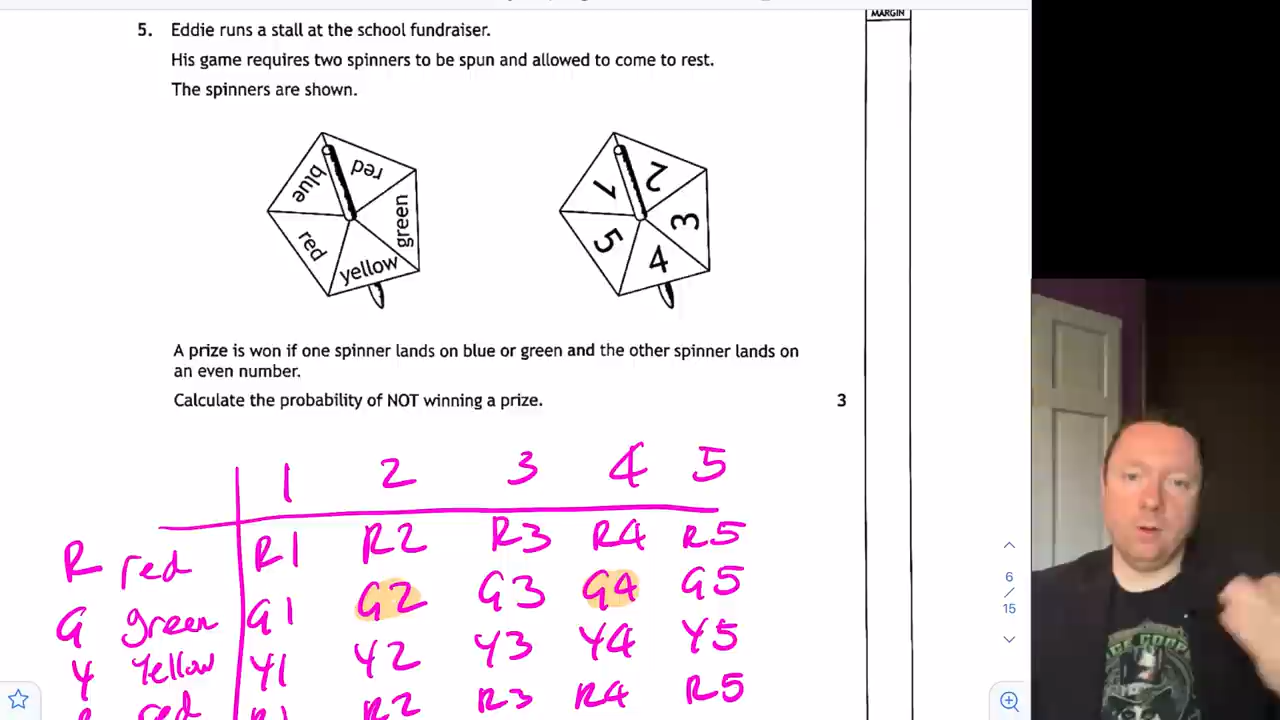 MARGIN
5. Eddie runs a stall at the school fundraiser.
His game requires two spinners to be spun and allowed to come to rest.
The spinners are shown.
blue red green yellow red
1 2 3 4 5
A prize is won if one spinner lands on blue or green and the other spinner lands on
an even number.
Calculate the probability of NOT winning a prize. 3
1 2 3 4 5
R red R1 R2 R3 R4 R5
G green G1 G2 G3 G4 G5
Y Yellow Y1 Y2 Y3 Y4 Y5
R red R1 R2 R3 R4 R5
6
/
15